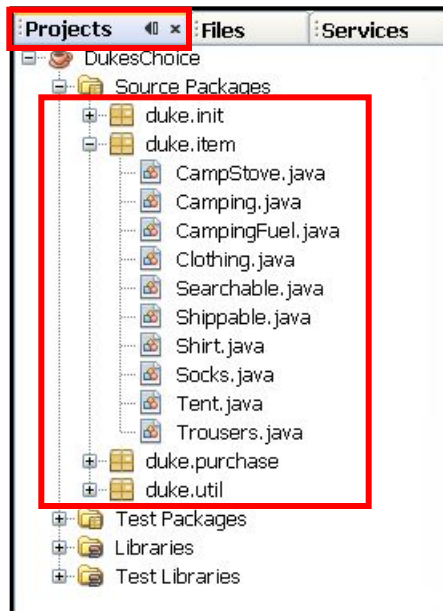 Projects Files Services
DukesChoice
Source Packages
duke.init
duke.item
CampStove.java
Camping.java
CampingFuel.java
Clothing.java
Searchable.java
Shippable.java
Shirt.java
Socks.java
Tent.java
Trousers.java
duke.purchase
duke.util
Test Packages
Libraries
Test Libraries